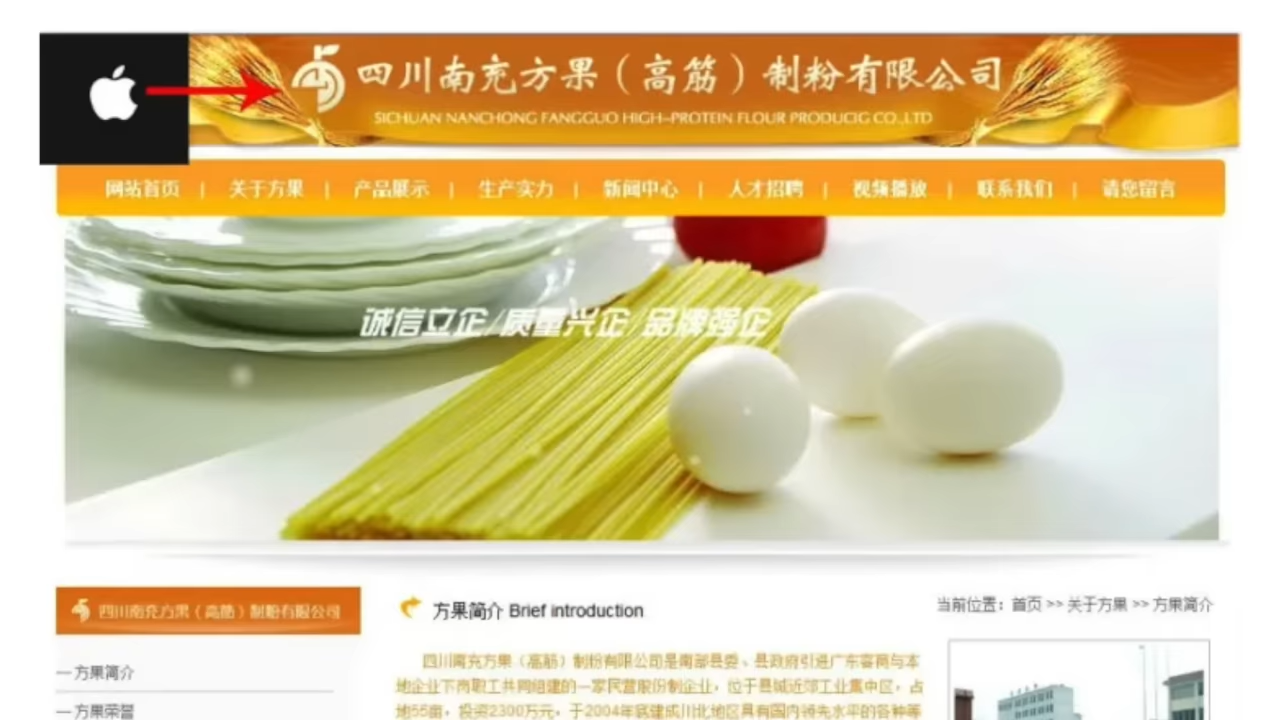 四川南充方果（高筋）制粉有限公司
SICHUAN NANCHONG FANGGUO HIGH-PROTEIN FLOUR PRODUCIG CO.,LTD
网站首页 | 关于方果 | 产品展示 | 生产实力 | 新闻中心 | 人才招聘 | 视频播放 | 联系我们 | 请您留言
诚信立企/质量兴企/品牌强企
四川南充方果（高筋）制粉有限公司
方果简介 Brief introduction
当前位置：首页 >> 关于方果 >> 方果简介
一 方果简介
一 方果荣誉
四川南充方果（高筋）制粉有限公司是南部县委、县政府引进广东客商与本
地企业下岗职工共同组建的一家民营股份制企业，位于县城近郊工业集中区，占
地55亩，投资2300万元，于2004年底建成川北地区具有国内领先水平的各种等